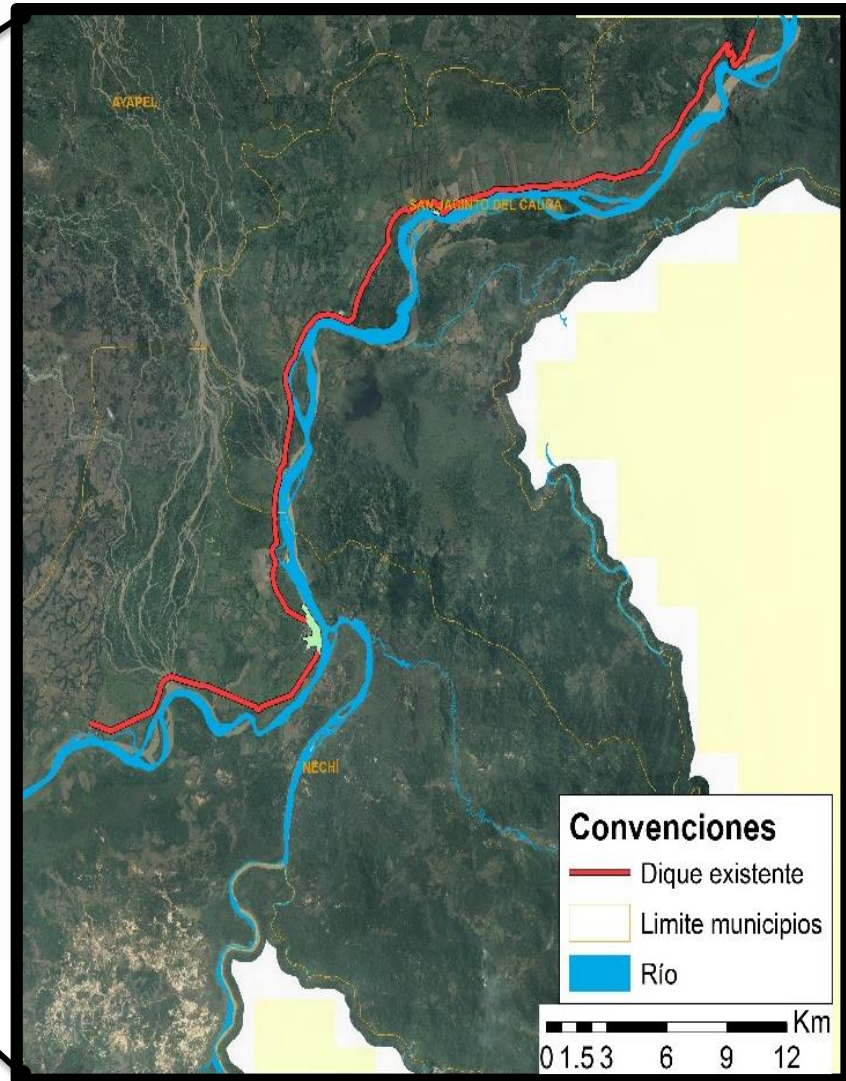 AYAPEL
SAN JACINTO DEL CAUCA
NECHÍ
Convenciones
Dique existente
Limite municipios
Río
Km
0 1.5 3 6 9 12